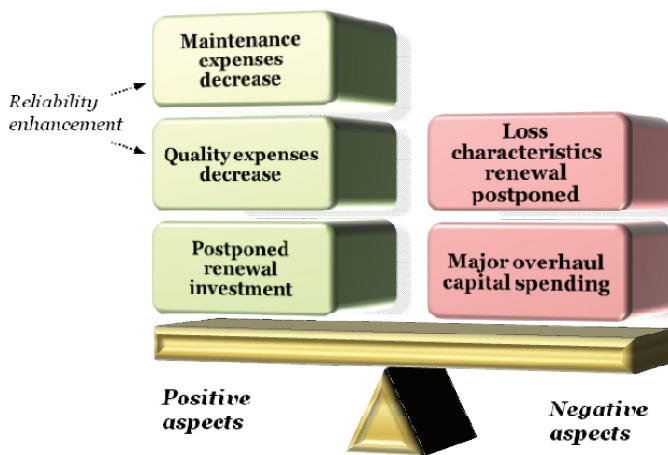 Maintenance
expenses
decrease
Reliability
enhancement
Quality expenses
decrease
Loss
characteristics
renewal
postponed
Postponed
renewal
investment
Major overhaul
capital spending
Positive
aspects
Negative
aspects